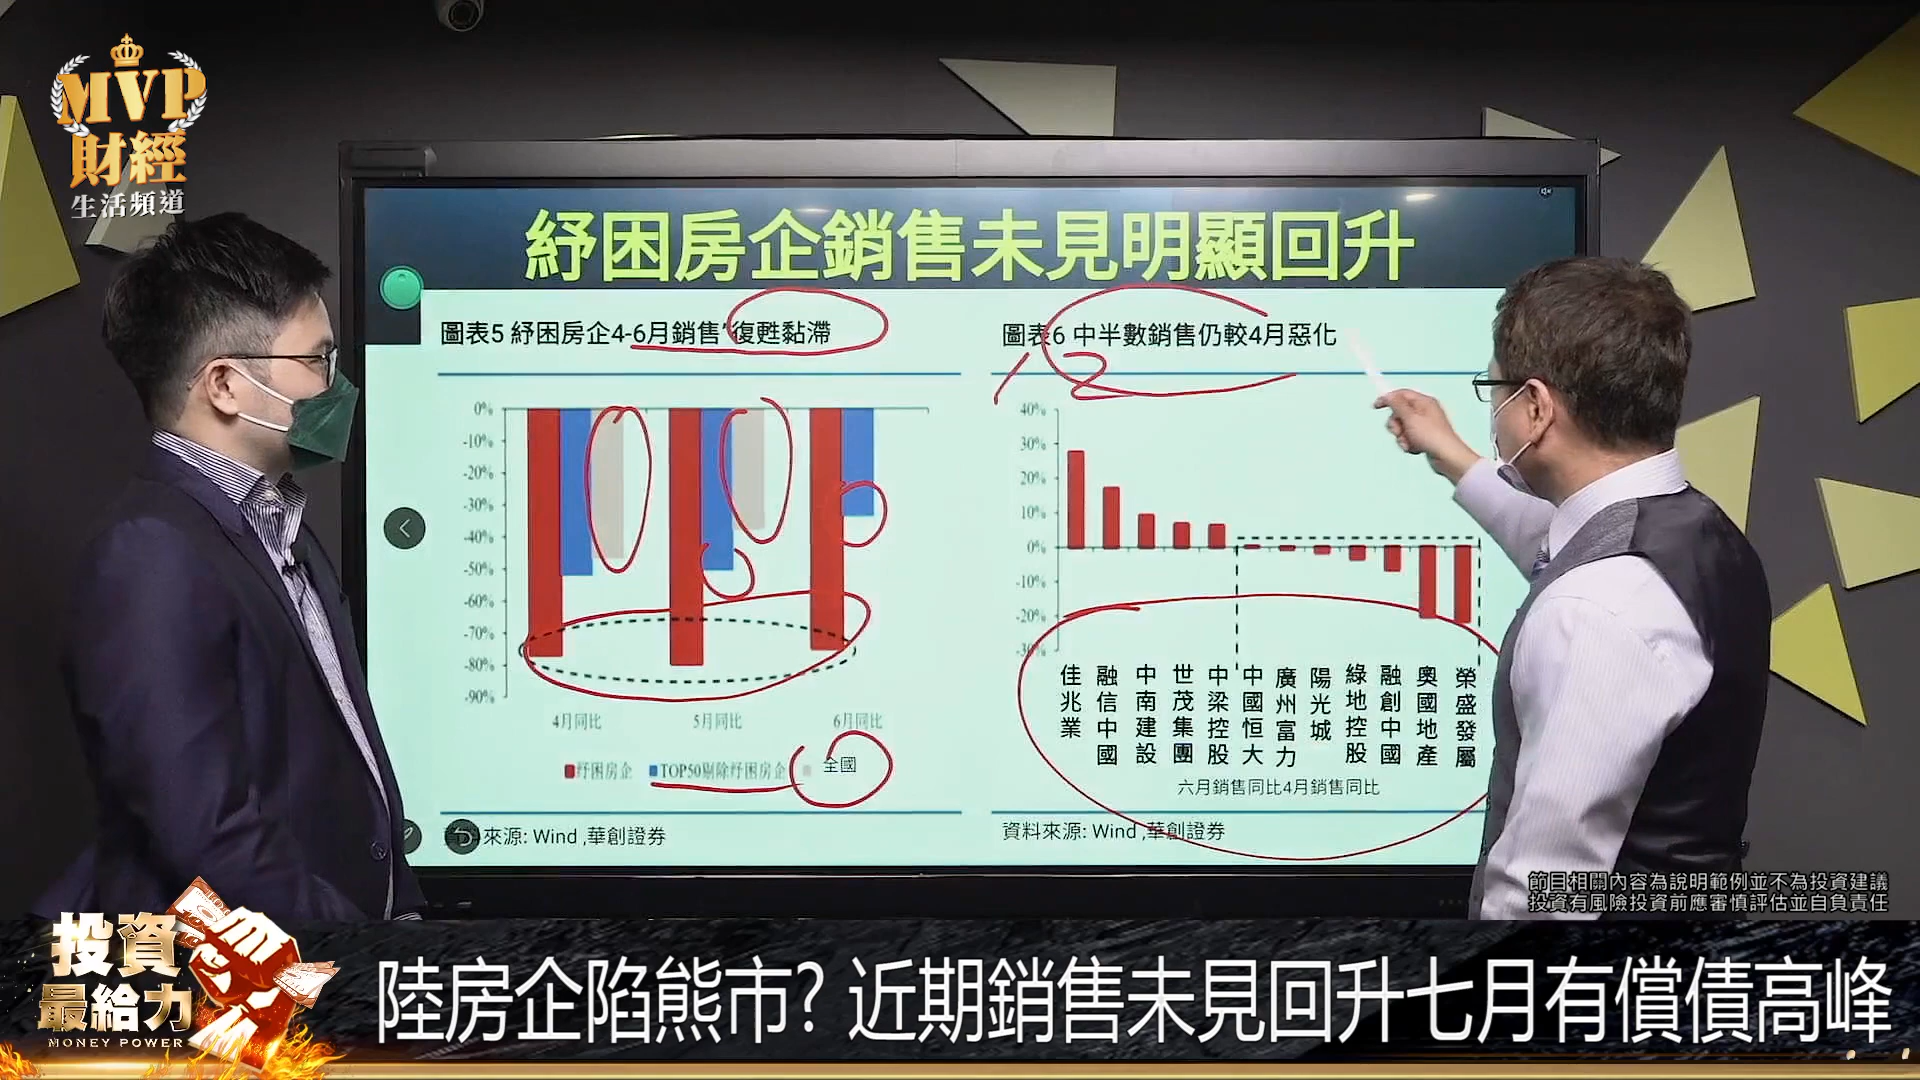 MVP
財經
生活頻道
紓困房企銷售未見明顯回升
圖表5 紓困房企4-6月銷售"復甦黏滯
0%
-10%
-20%
-30%
-40%
-50%
-60%
-70%
-80%
-90%
4月同比 5月同比 6月同比
紓困房企 TOP50剔除紓困房企 全國
來源: Wind ,華創證券
圖表6 中半數銷售仍較4月惡化
12
40%
30%
20%
10%
0%
-10%
-20%
-30%
佳兆業
融信中國
中南建設
世茂集團
中梁控股
中國恒大
廣州富力
陽光城
綠地控股
融創中國
奧國地產
榮盛發屬
六月銷售同比4月銷售同比
資料來源: Wind ,華創證券
節目相關內容為說明範例並不為投資建議
投資有風險投資前應審慎評估並自負責任
投資
最給力
MONEY POWER
陸房企陷熊市? 近期銷售未見回升七月有償債高峰